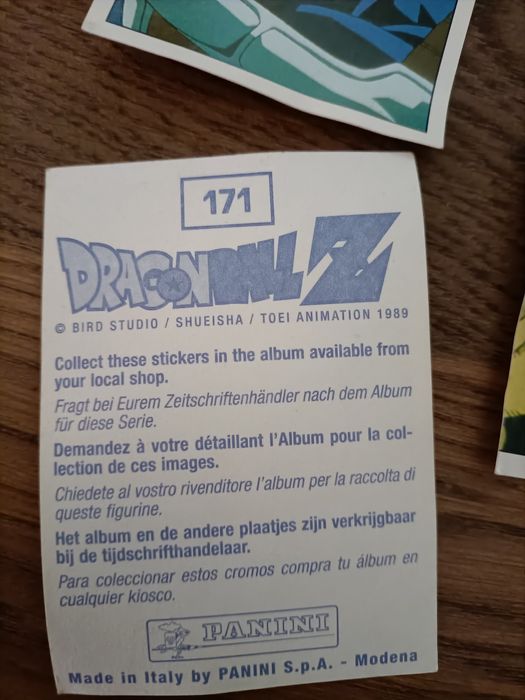 171
DRAGON BALL Z
© BIRD STUDIO / SHUEISHA / TOEI ANIMATION 1989
Collect these stickers in the album available from
your local shop.
Fragt bei Eurem Zeitschriftenhändler nach dem Album
für diese Serie.
Demandez à votre détaillant l'Album pour la col-
lection de ces images.
Chiedete al vostro rivenditore l'album per la raccolta di
queste figurine.
Het album en de andere plaatjes zijn verkrijgbaar
bij de tijdschrifthandelaar.
Para coleccionar estos cromos compra tu álbum en
cualquier kiosco.
PANINI
Made in Italy by PANINI S.p.A. - Modena